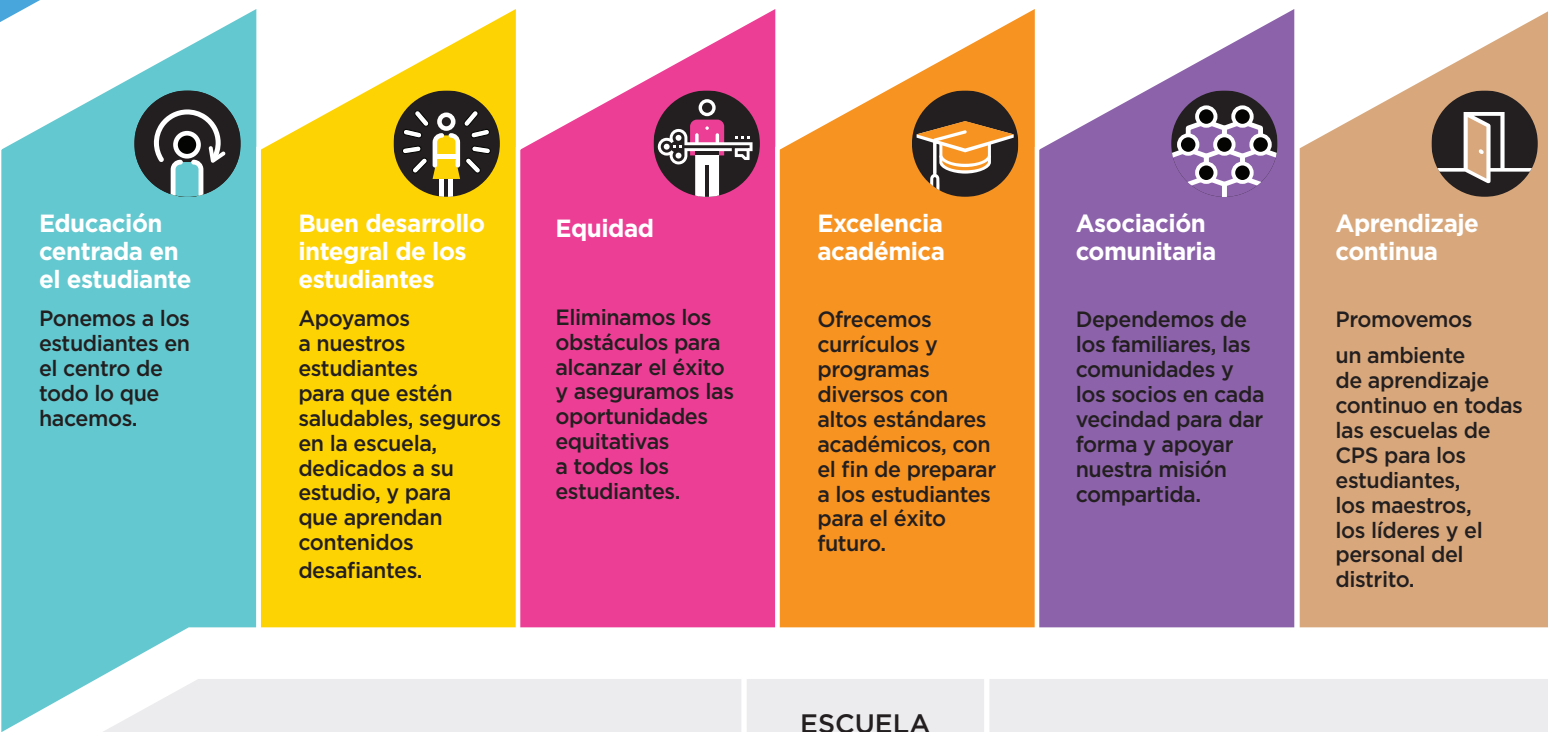 Educación
centrada en
el estudiante
Ponemos a los
estudiantes en
el centro de
todo lo que
hacemos.
Buen desarrollo
integral de los
estudiantes
Apoyamos
a nuestros
estudiantes
para que estén
saludables, seguros
en la escuela,
dedicados a su
estudio, y para
que aprendan
contenidos
desafiantes.
Equidad
Eliminamos los
obstáculos para
alcanzar el éxito
y aseguramos las
oportunidades
equitativas
a todos los
estudiantes.
Excelencia
académica
Ofrecemos
currículos y
programas
diversos con
altos estándares
académicos, con
el fin de preparar
a los estudiantes
para el éxito
futuro.
Asociación
comunitaria
Dependemos de
los familiares, las
comunidades y
los socios en cada
vecindad para dar
forma y apoyar
nuestra misión
compartida.
Aprendizaje
continua
Promovemos
un ambiente
de aprendizaje
continuo en todas
las escuelas de
CPS para los
estudiantes,
los maestros,
los líderes y el
personal del
distrito.
ESCUELA